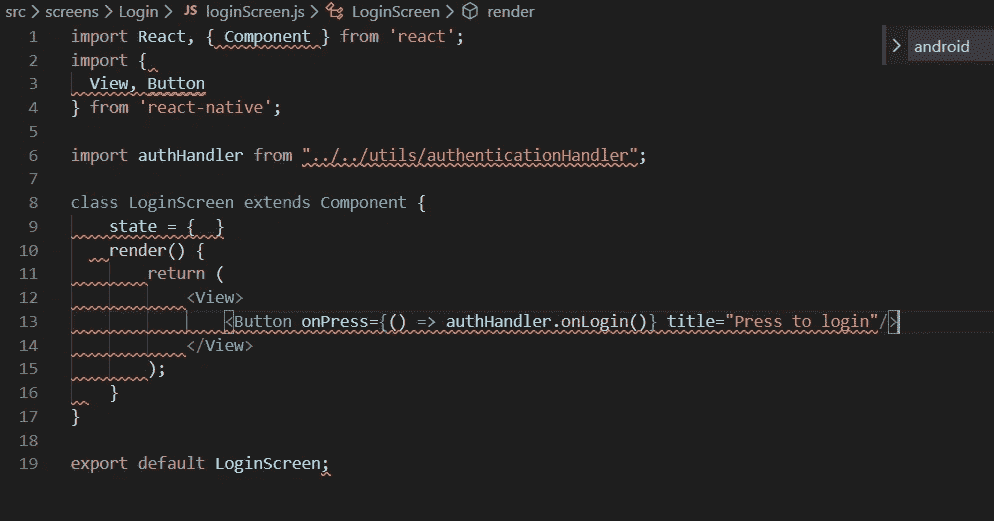 src > screens > Login > JS loginScreen.js > LoginScreen > render
1 import React, { Component } from 'react';
android
2 import {
3   View, Button
4 } from 'react-native';
5
6 import authHandler from "../../utils/authenticationHandler";
7
8 class LoginScreen extends Component {
9     state = {  }
10     render() {
11         return (
12             <View>
13                 <Button onPress={() => authHandler.onLogin()} title="Press to login"/>
14             </View>
15         );
16     }
17 }
18
19 export default LoginScreen;